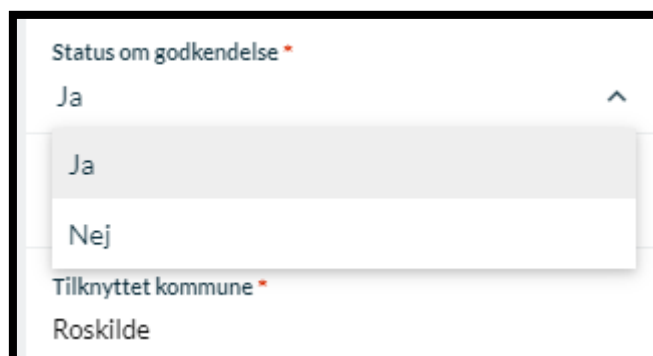 Status om godkendelse *
Ja
Ja
Nej
Tilknyttet kommune *
Roskilde